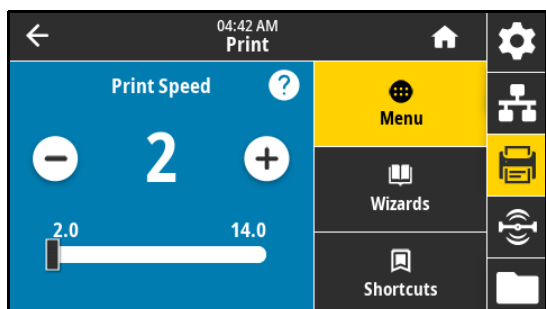 04:42 AM
Print
Print Speed
?
2
2.0 14.0
Menu
Wizards
Shortcuts